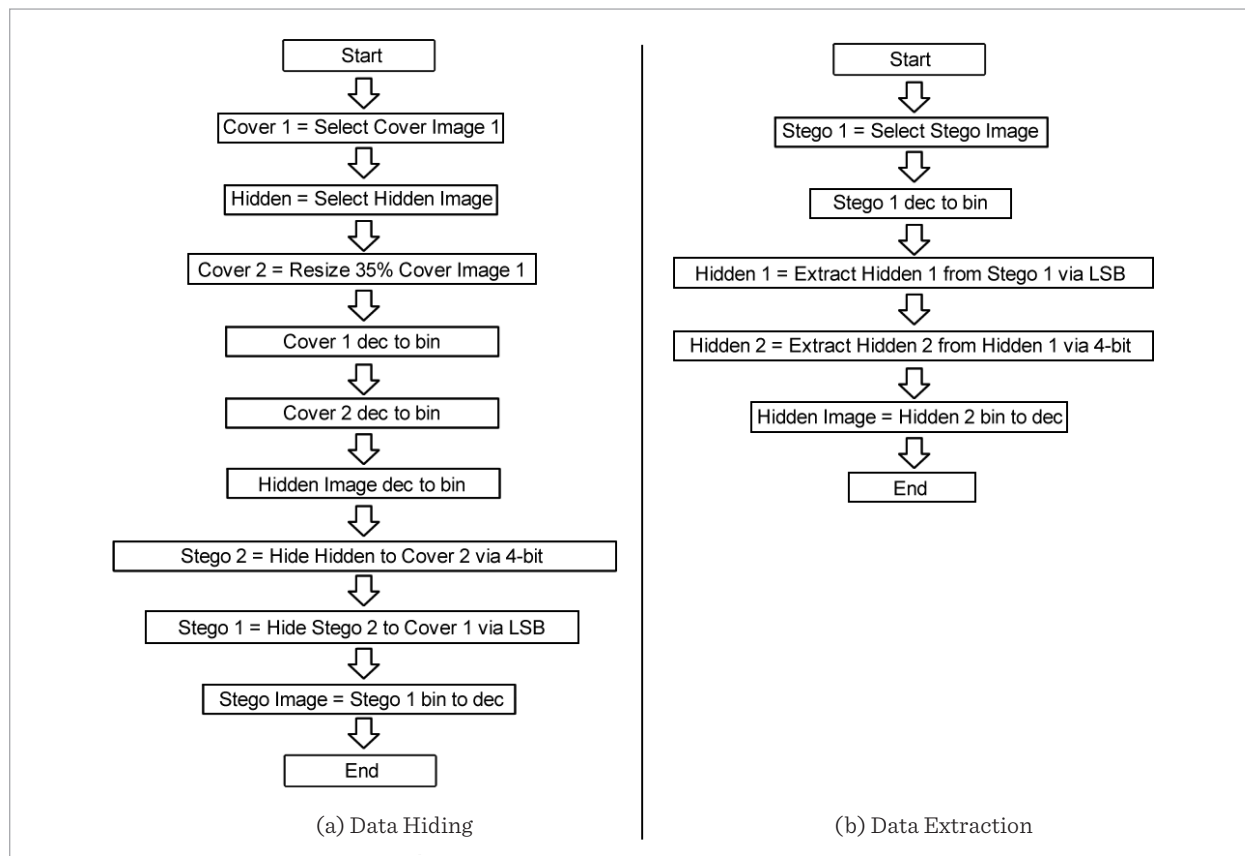 Start
Cover 1 = Select Cover Image 1
Hidden = Select Hidden Image
Cover 2 = Resize 35% Cover Image 1
Cover 1 dec to bin
Cover 2 dec to bin
Hidden Image dec to bin
Stego 2 = Hide Hidden to Cover 2 via 4-bit
Stego 1 = Hide Stego 2 to Cover 1 via LSB
Stego Image = Stego 1 bin to dec
End
(a) Data Hiding
Start
Stego 1 = Select Stego Image
Stego 1 dec to bin
Hidden 1 = Extract Hidden 1 from Stego 1 via LSB
Hidden 2 = Extract Hidden 2 from Hidden 1 via 4-bit
Hidden Image = Hidden 2 bin to dec
End
(b) Data Extraction